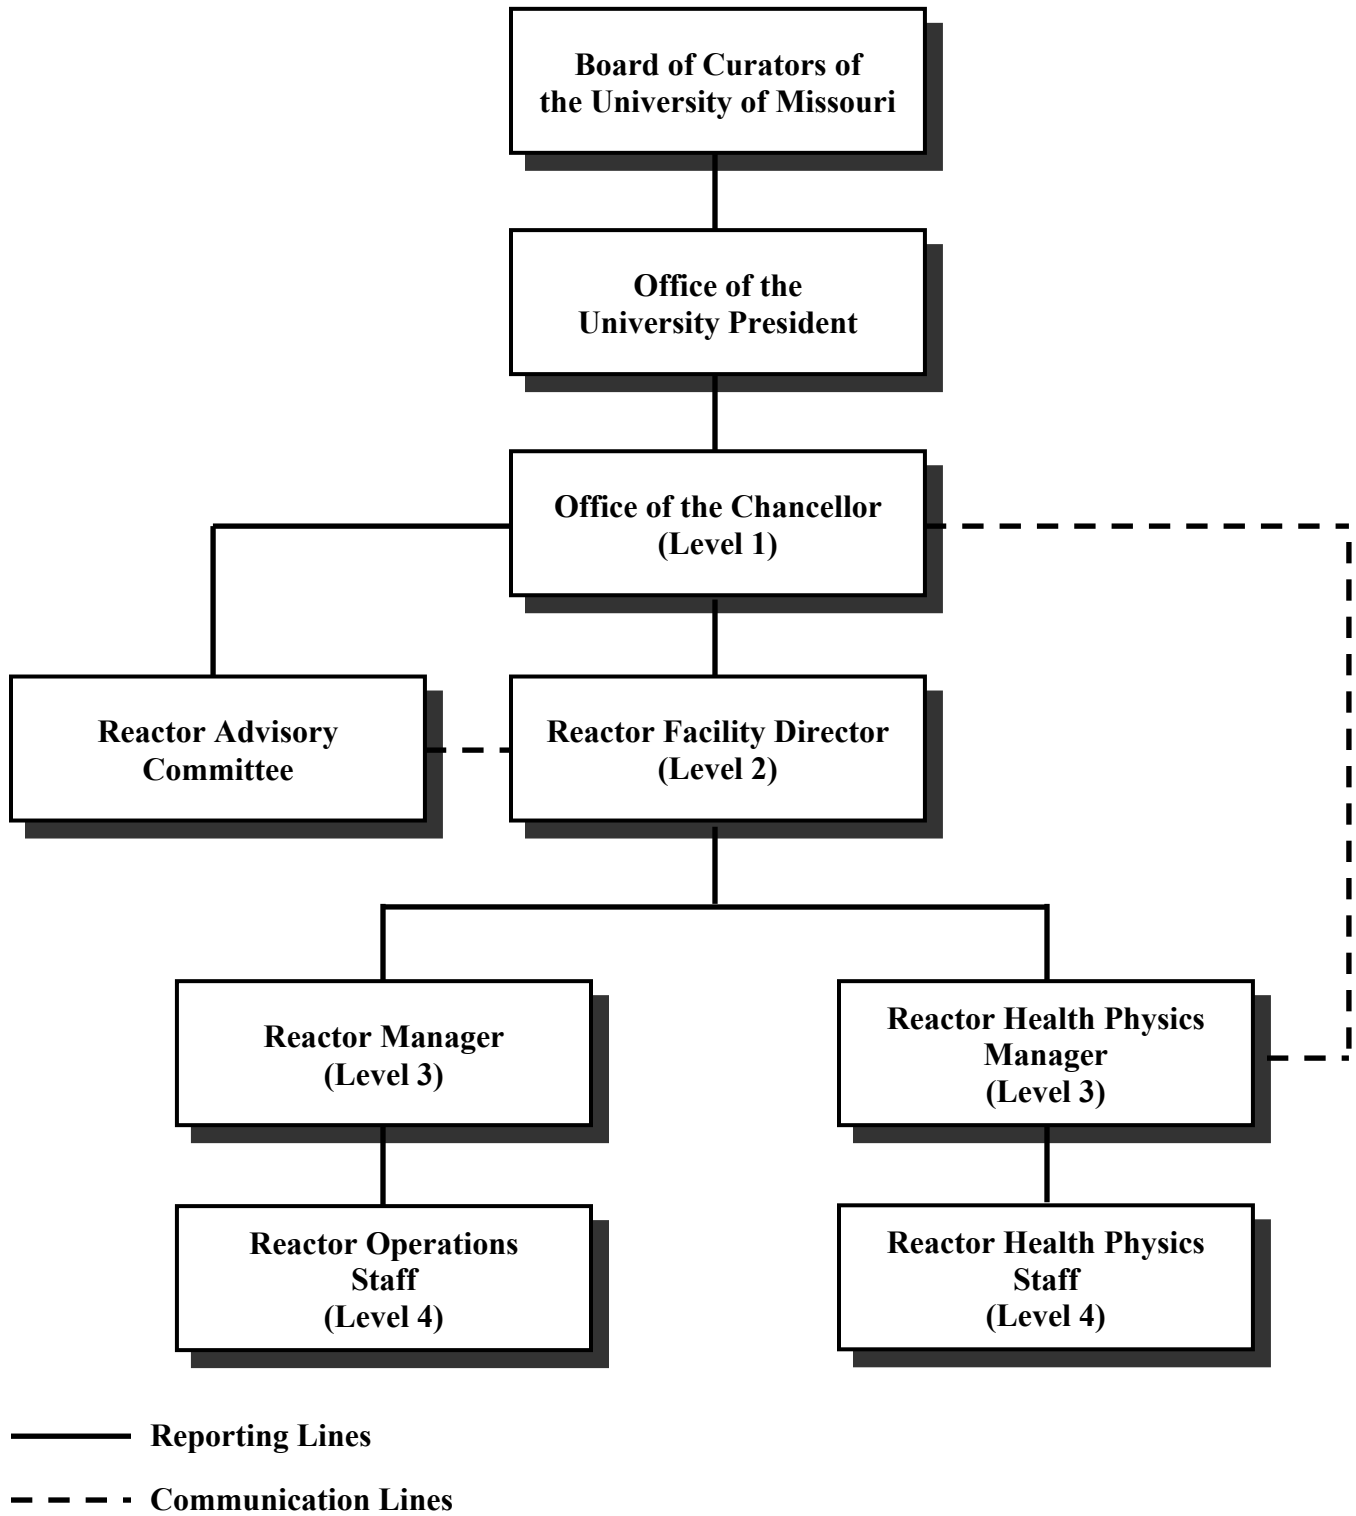 Board of Curators of
the University of Missouri
Office of the
University President
Office of the Chancellor
(Level 1)
Reactor Advisory
Committee
Reactor Facility Director
(Level 2)
Reactor Manager
(Level 3)
Reactor Health Physics
Manager
(Level 3)
Reactor Operations
Staff
(Level 4)
Reactor Health Physics
Staff
(Level 4)
Reporting Lines
Communication Lines